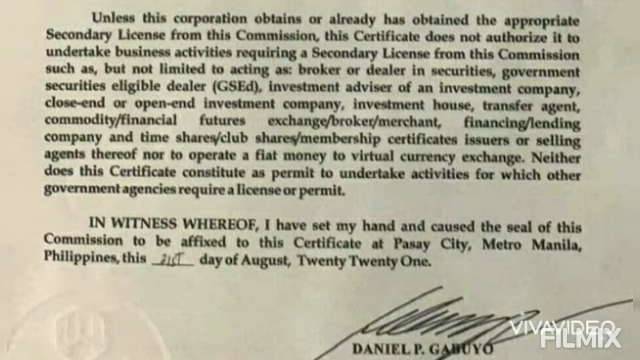 Unless this corporation obtains or already has obtained the appropriate
Secondary License from this Commission, this Certificate does not authorize it to
undertake business activities requiring a Secondary License from this Commission
such as, but not limited to acting as: broker or dealer in securities, government
securities eligible dealer (GSEd), investment adviser of an investment company,
close-end or open-end investment company, investment house, transfer agent,
commodity/financial futures exchange/broker/merchant, financing/lending
company and time shares/club shares/membership certificates issuers or selling
agents thereof nor to operate a fiat money to virtual currency exchange. Neither
does this Certificate constitute as permit to undertake activities for which other
government agencies require a license or permit.
IN WITNESS WHEREOF, I have set my hand and caused the seal of this
Commission to be affixed to this Certificate at Pasay City, Metro Manila,
Philippines, this 21st day of August, Twenty Twenty One.
VIVAVIDEO
FILMIX
DANIEL P. GABUYO